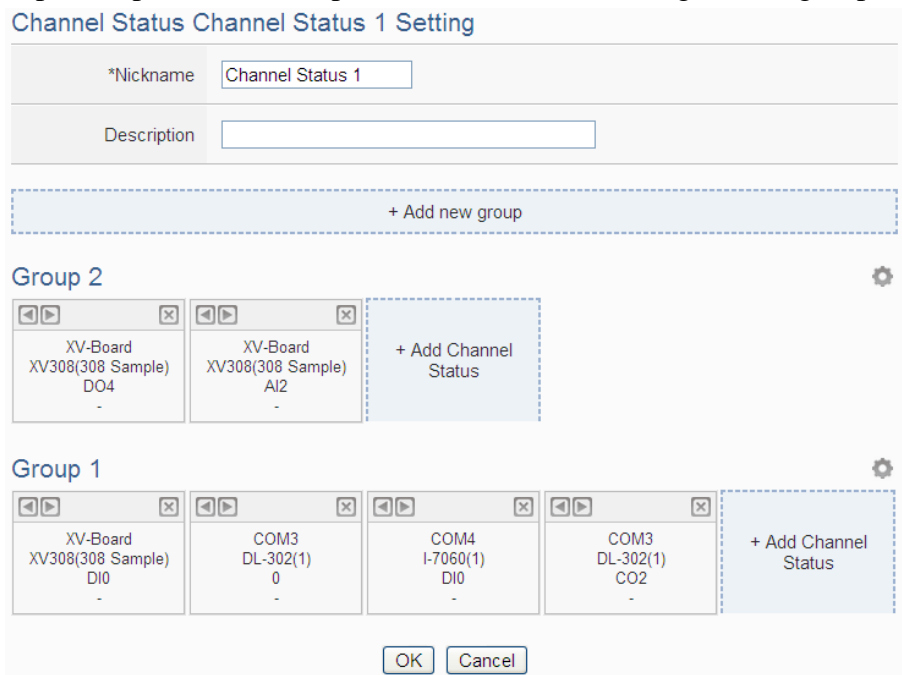 Channel Status Channel Status 1 Setting
*Nickname Channel Status 1
Description
+ Add new group
Group 2
XV-Board XV-Board
XV308(308 Sample) XV308(308 Sample) + Add Channel
DO4 AI2 Status
- -
Group 1
XV-Board COM3 COM4 COM3
XV308(308 Sample) DL-302(1) I-7060(1) DL-302(1) + Add Channel
DI0 0 DI0 CO2 Status
- - - -
OK Cancel